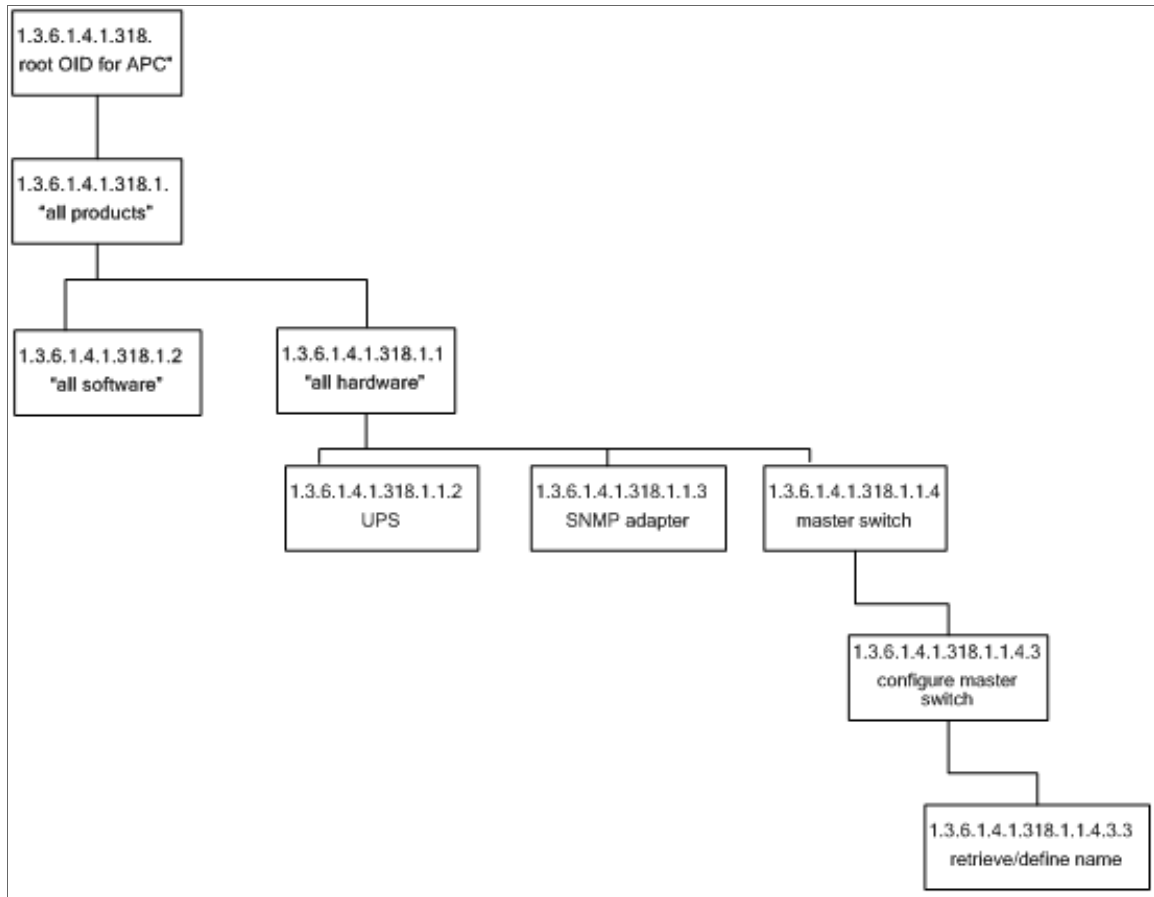 1.3.6.1.4.1.318.
root OID for APC"
1.3.6.1.4.1.318.1.
"all products"
1.3.6.1.4.1.318.1.2
"all software"
1.3.6.1.4.1.318.1.1
"all hardware"
1.3.6.1.4.1.318.1.1.2
UPS
1.3.6.1.4.1.318.1.1.3
SNMP adapter
1.3.6.1.4.1.318.1.1.4
master switch
1.3.6.1.4.1.318.1.1.4.3
configure master
switch
1.3.6.1.4.1.318.1.1.4.3.3
retrieve/define name